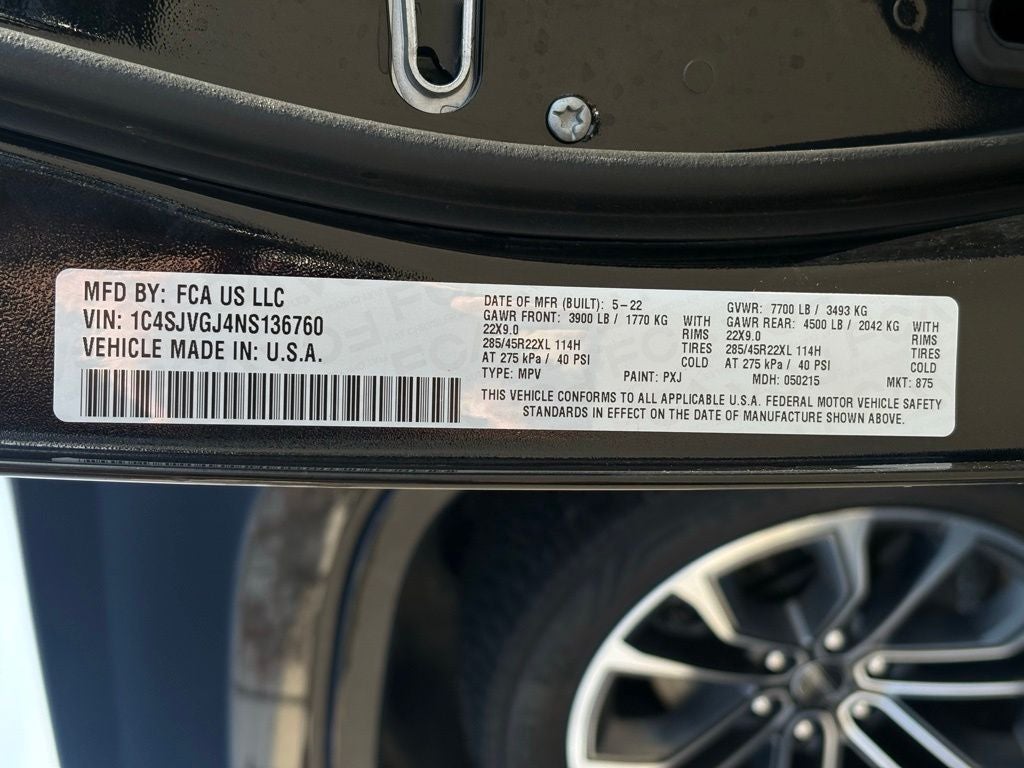 MFD BY: FCA US LLC
VIN: 1C4SJVGJ4NS136760
VEHICLE MADE IN: U.S.A.
DATE OF MFR (BUILT): 5-22
GAWR FRONT: 3900 LB / 1770 KG WITH
22X9.0 RIMS
285/45R22XL 114H TIRES
AT 275 kPa / 40 PSI COLD
TYPE: MPV PAINT: PXJ
GVWR: 7700 LB / 3493 KG
GAWR REAR: 4500 LB / 2042 KG WITH
22X9.0 RIMS
285/45R22XL 114H TIRES
AT 275 kPa / 40 PSI COLD
MDH: 050215 MKT: 875
THIS VEHICLE CONFORMS TO ALL APPLICABLE U.S.A. FEDERAL MOTOR VEHICLE SAFETY
STANDARDS IN EFFECT ON THE DATE OF MANUFACTURE SHOWN ABOVE.